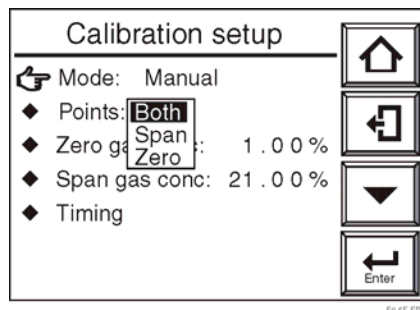 Calibration setup
Mode: Manual
Points: Both
Span
Zero
Zero ga :: 1.00%
Span gas conc: 21.00%
Timing
Enter